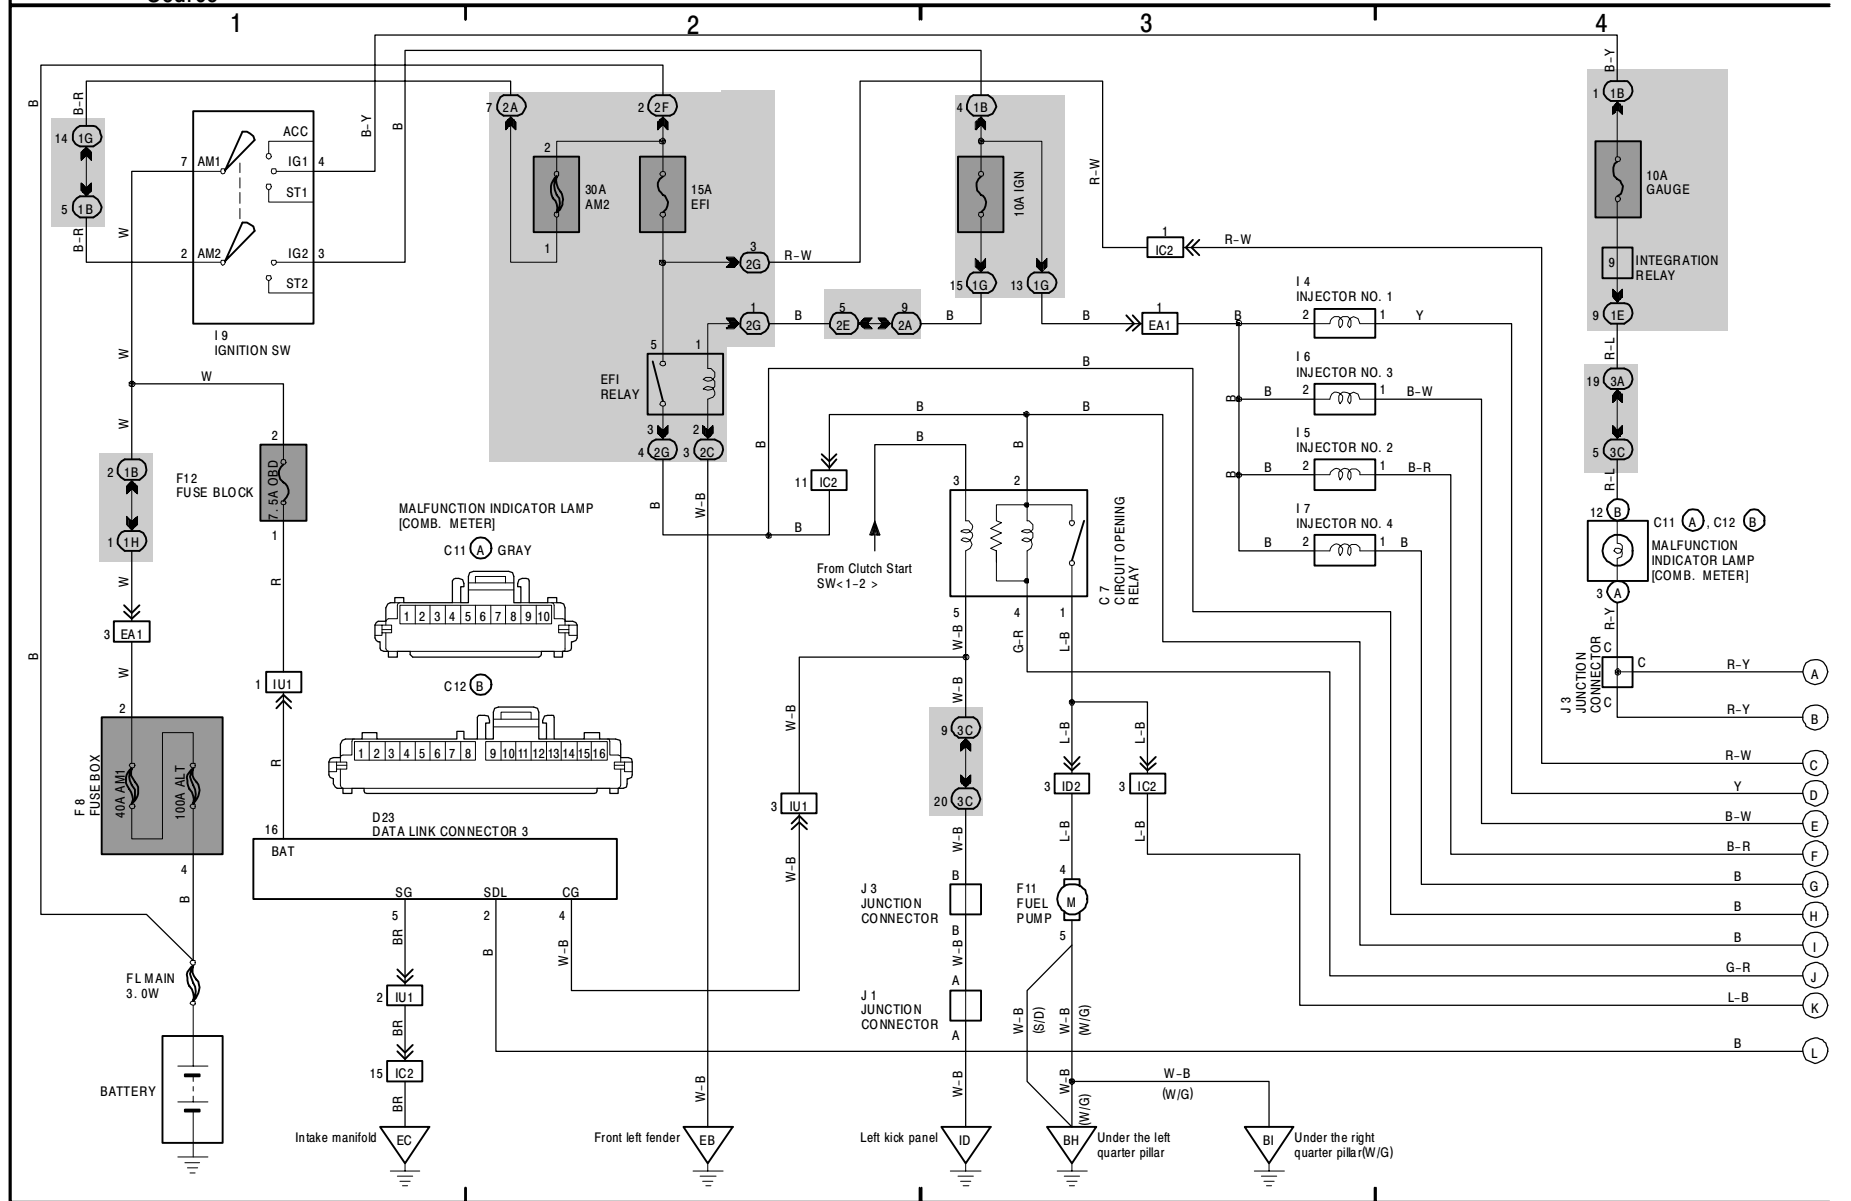 Source
1
2
3
4
B
B-R
14
1G
5
1B
B-R
W
7
AM1
ACC
IG1
4
ST1
2
AM2
IG2
3
ST2
I 9
IGNITION SW
B-Y
B
7
2A
2
2F
2
30A
AM2
1
15A
EFI
3
2G
R-W
1
2G
B
5
2E
9
2A
B
5
1
EFI
RELAY
3
2
4
2G
3
2C
4
1B
10A IGN
15
1G
13
1G
R-W
1
IC2
R-W
B
1
EA1
B
I 4
INJECTOR NO. 1
2
1
Y
I 6
INJECTOR NO. 3
B
B
2
1
B-W
I 5
INJECTOR NO. 2
B
B
2
1
B-R
I 7
INJECTOR NO. 4
B
2
1
B
B-Y
1
1B
10A
GAUGE
9
INTEGRATION
RELAY
9
1E
R-L
19
3A
5
3C
R-L
12
B
C11
A
, C12
B
MALFUNCTION
INDICATOR LAMP
[COMB. METER]
3
A
R-Y
C
C
C
J 3
JUNCTION
CONNECTOR
W
W
W
2
1B
1
1H
W
3
EA1
W
2
F 8
FUSE BOX
40A AM1
100A ALT
4
B
B
FL MAIN
3. 0W
BATTERY
2
F12
FUSE BLOCK
7. 5A OBD
1
R
1
IU1
R
16
BAT
D23
DATA LINK CONNECTOR 3
SG
SDL
CG
5
2
4
BR
B
W-B
2
IU1
BR
15
IC2
BR
Intake manifold
EC
MALFUNCTION INDICATOR LAMP
[COMB. METER]
C11
A
GRAY
1 2 3 4 5 6 7 8 9 10
C12
B
1 2 3 4 5 6 7 8 9 10 11 12 13 14 15 16
B
W-B
B
B
B
B
B
B
B
11
IC2
From Clutch Start
SW< 1-2 >
3
2
C 7
CIRCUIT OPENING
RELAY
5
4
1
W-B
G-R
L-B
W-B
3
IU1
W-B
W-B
9
3C
20
3C
W-B
B
J 3
JUNCTION
CONNECTOR
B
W-B
A
J 1
JUNCTION
CONNECTOR
A
W-B
Left kick panel
ID
W-B
Front left fender
EB
L-B
L-B
3
ID2
3
IC2
L-B
L-B
4
F11
FUEL
PUMP
M
5
W-B
(S/D)
W-B
(W/G)
W-B
(W/G)
W-B
(W/G)
BH
Under the left
quarter pillar
BI
Under the right
quarter pillar(W/G)
R-Y
A
R-Y
B
R-W
C
Y
D
B-W
E
B-R
F
B
G
B
H
B
I
G-R
J
L-B
K
B
L